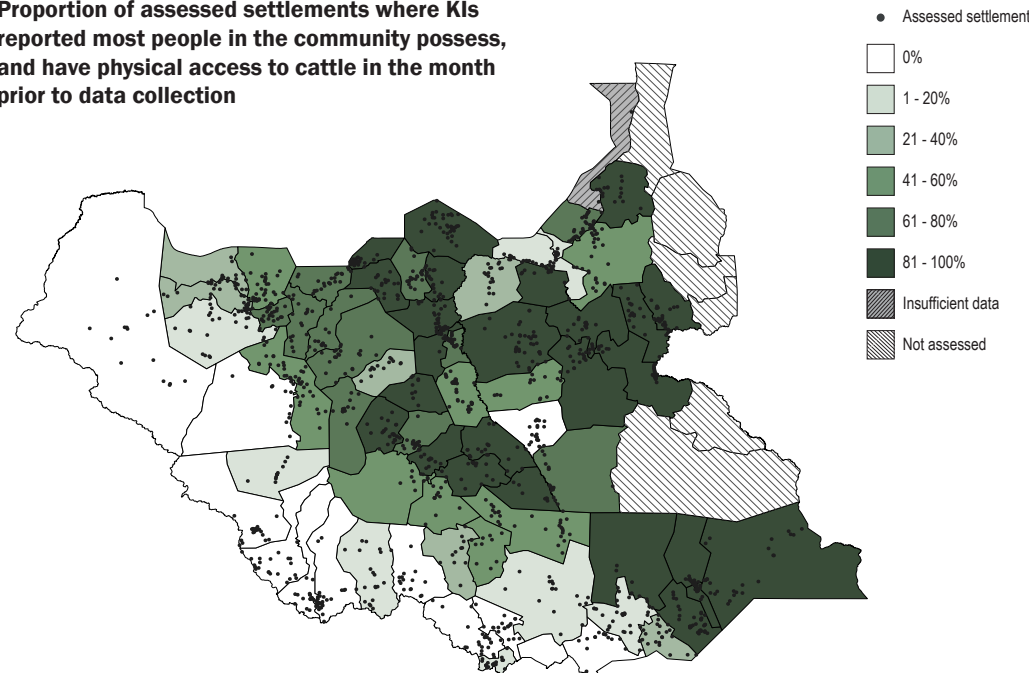 Proportion of assessed settlements where KIs
reported most people in the community possess,
and have physical access to cattle in the month
prior to data collection
Assessed settlement
0%
1 - 20%
21 - 40%
41 - 60%
61 - 80%
81 - 100%
Insufficient data
Not assessed